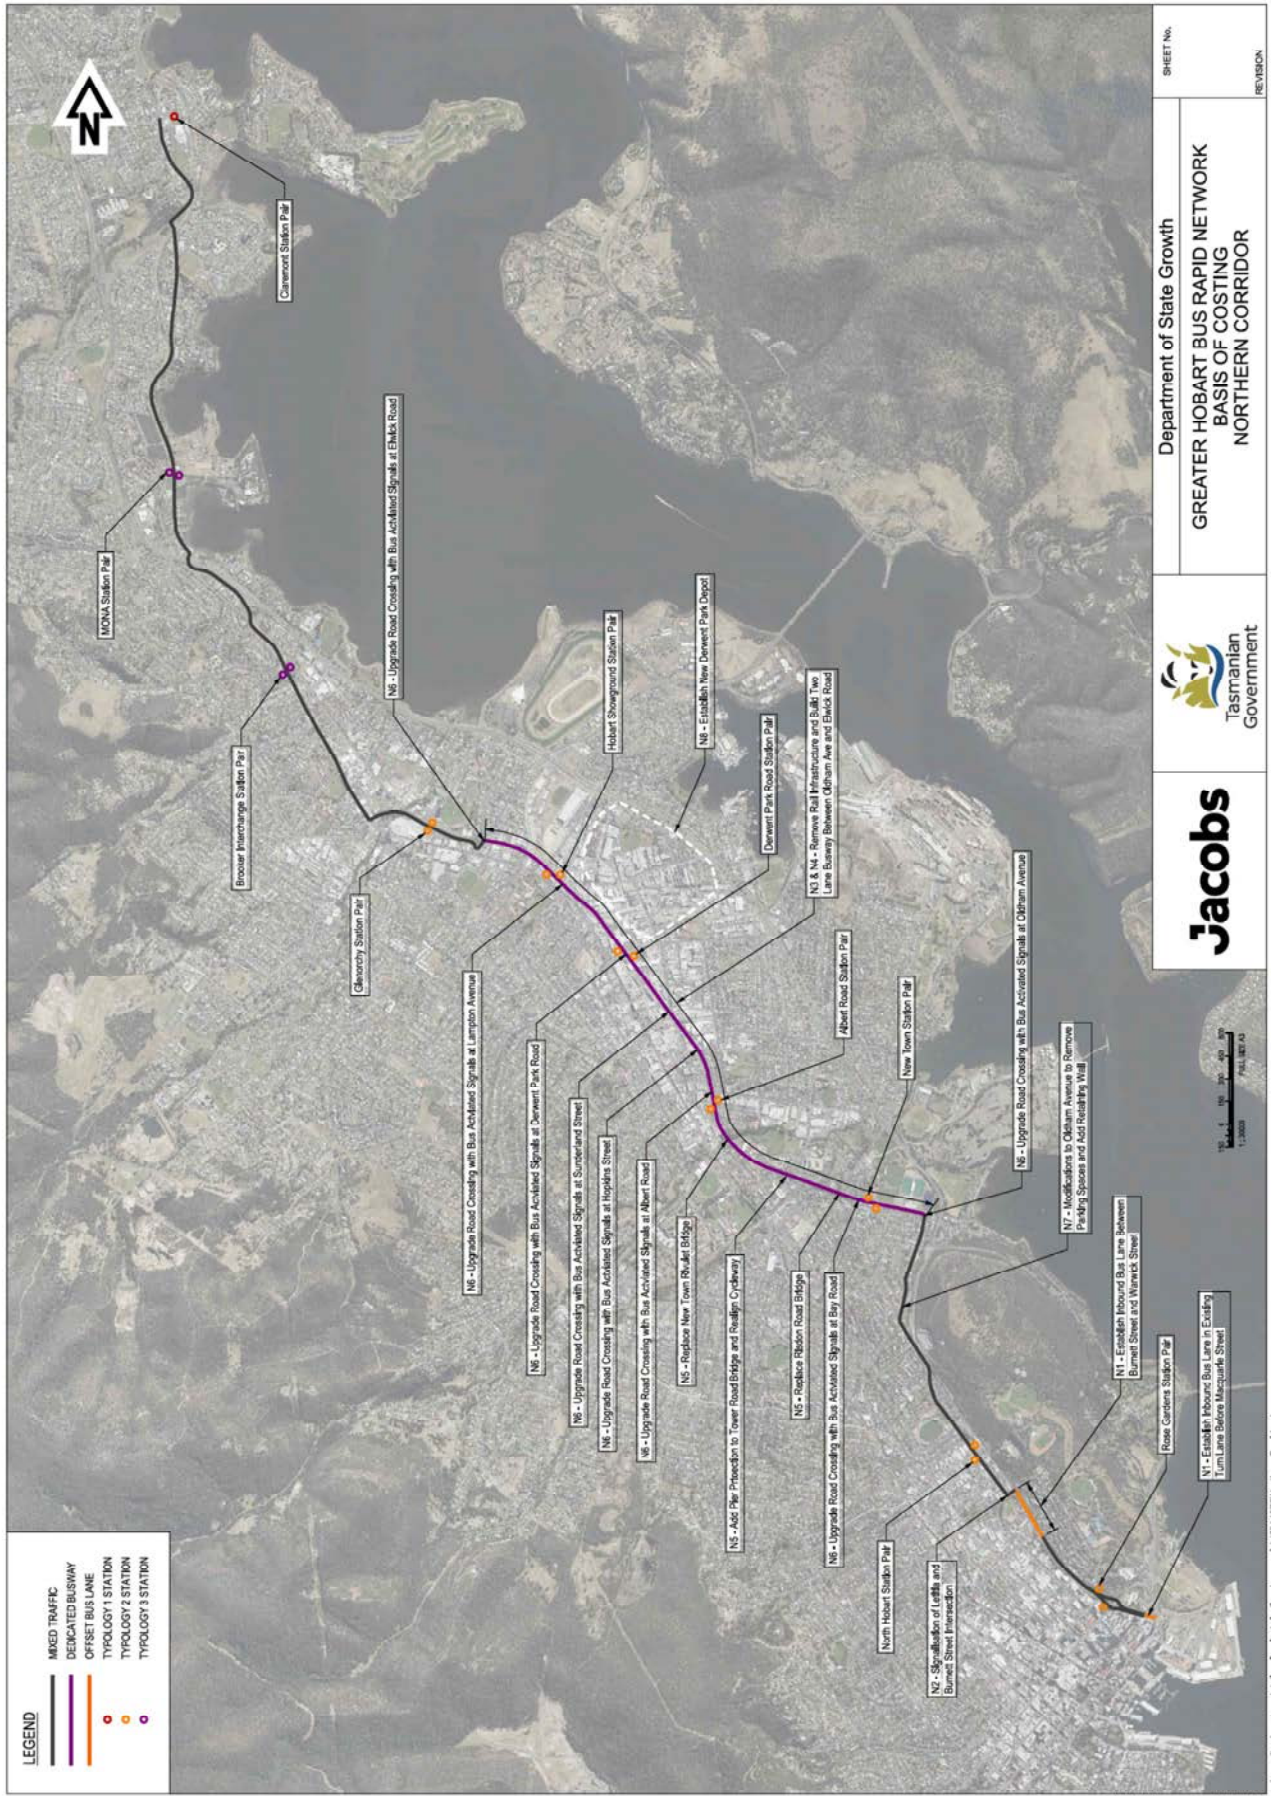 LEGEND
MIXED TRAFFIC
DEDICATED BUSWAY
OFFSET BUS LANE
TYPOLOGY 1 STATION
TYPOLOGY 2 STATION
TYPOLOGY 3 STATION
N
Claremont Station Pair
MONA Station Pair
Brooker Interchange Station Pair
Glenorchy Station Pair
N6 - Upgrade Road Crossing with Bus Activated Signals at Elwick Road
Hobart Showground Station Pair
N8 - Establish New Derwent Park Depot
Derwent Park Road Station Pair
N3 & N4 - Remove Rail Infrastructure and Build Two
Lane Busway Between Oldham Ave and Elwick Road
Albert Road Station Pair
New Town Station Pair
N6 - Upgrade Road Crossing with Bus Activated Signals at Oldham Avenue
N7 - Modifications to Oldham Avenue to Remove
Parking Spaces and Add Retaining Wall
N1 - Establish Inbound Bus Lane Between
Burnett Street and Warwick Street
Rose Gardens Station Pair
N1 - Establish Inbound Bus Lane in Existing
Turn Lane Before Macquarie Street
N6 - Upgrade Road Crossing with Bus Activated Signals at Lampton Avenue
N6 - Upgrade Road Crossing with Bus Activated Signals at Derwent Park Road
N6 - Upgrade Road Crossing with Bus Activated Signals at Sunderland Street
N6 - Upgrade Road Crossing with Bus Activated Signals at Hopkins Street
N6 - Upgrade Road Crossing with Bus Activated Signals at Albert Road
N5 - Replace New Town Rivulet Bridge
N5 - Add Pier Protection to Tower Road Bridge and Realign Cycleway
N5 - Replace Risdon Road Bridge
N6 - Upgrade Road Crossing with Bus Activated Signals at Bay Road
North Hobart Station Pair
N2 - Signalisation of Letitia and
Burnett Street Intersection
Jacobs
Tasmanian
Government
Department of State Growth
GREATER HOBART BUS RAPID NETWORK
BASIS OF COSTING
NORTHERN CORRIDOR
SHEET No.
REVISION